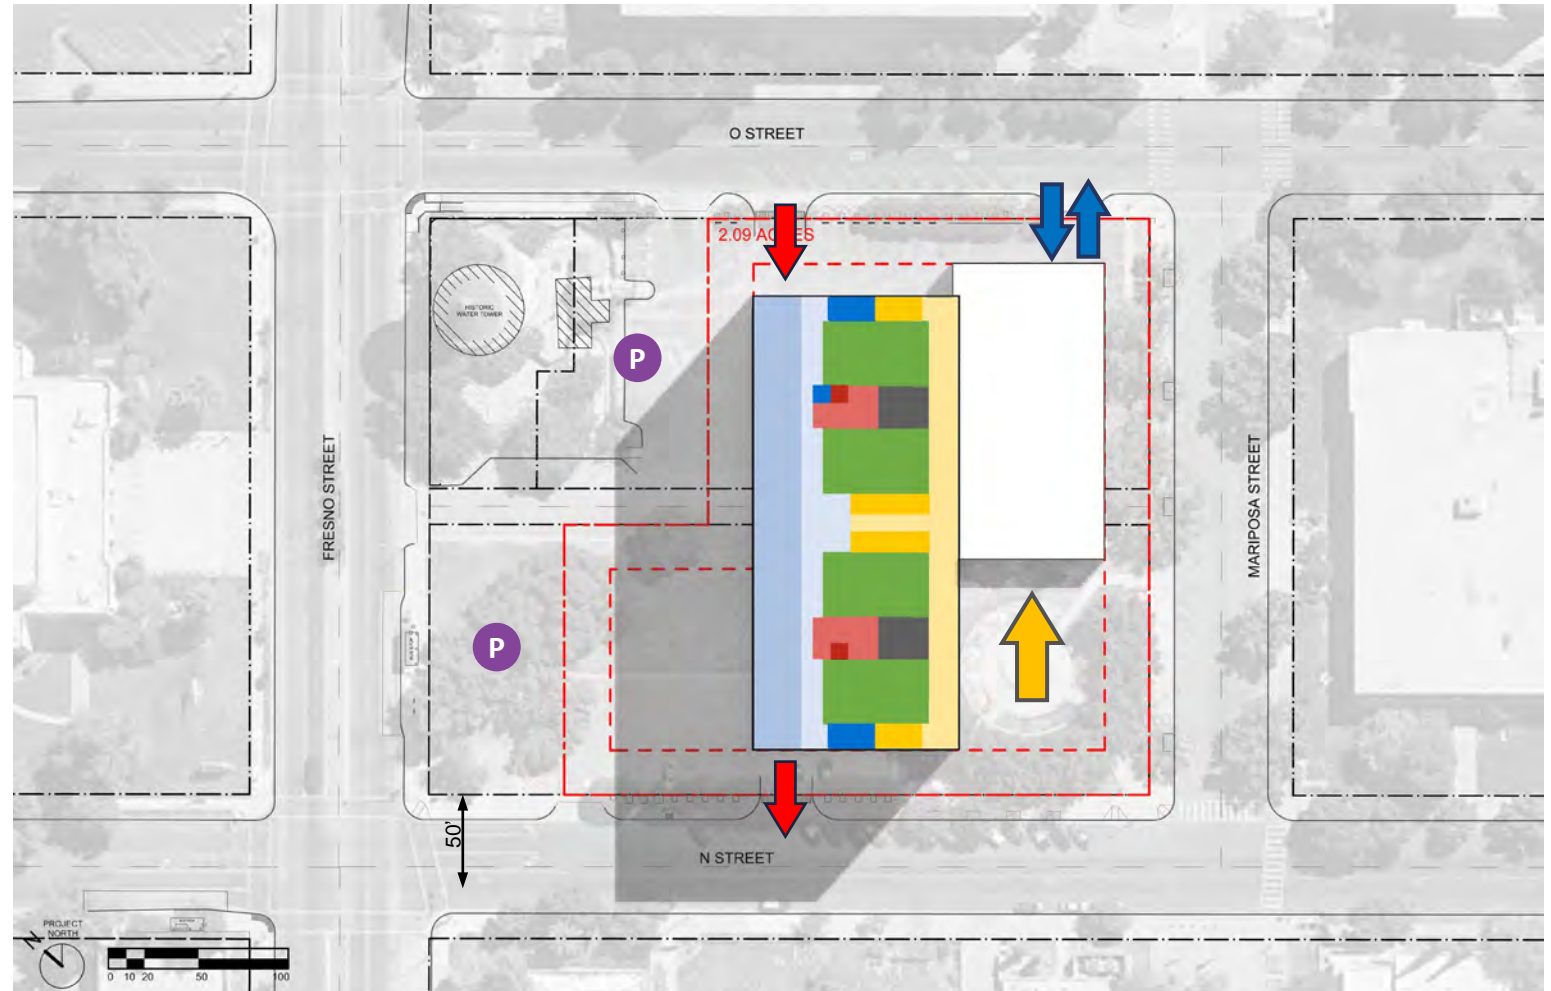 O STREET
2.09 AC
ES
HISTORIC
WATER TOWER
P
FRESNO STREET
MARIPOSA STREET
P
50'
N STREET
PROJECT
NORTH
N
0 10 20 50 100